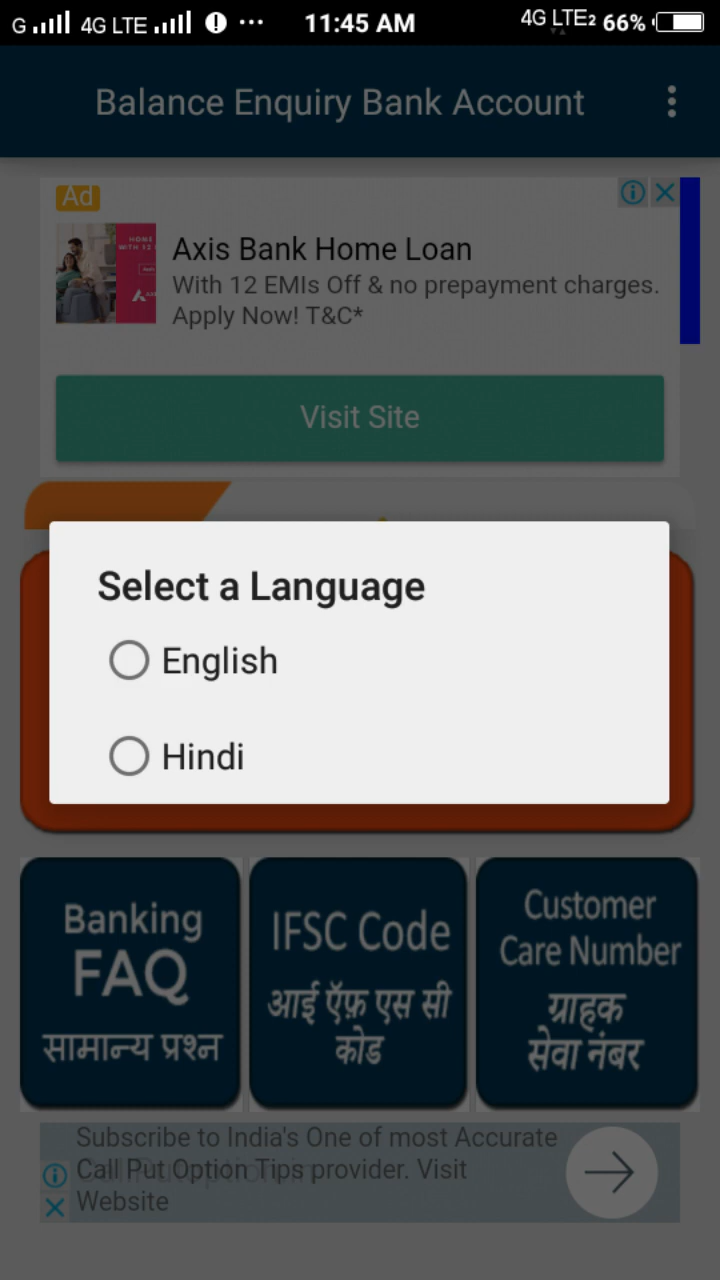 G 4G LTE 11:45 AM 4G LTE2 66%
Balance Enquiry Bank Account
Ad
HOME
WITH 12
Axis Bank Home Loan
With 12 EMIs Off & no prepayment charges.
Apply Now! T&C*
Visit Site
Select a Language
English
Hindi
Banking
FAQ
सामान्य प्रश्न
IFSC Code
आई ऍफ़ एस सी
कोड
Customer
Care Number
ग्राहक
सेवा नंबर
Subscribe to India's One of most Accurate
Call Put Option Tips provider. Visit
Website